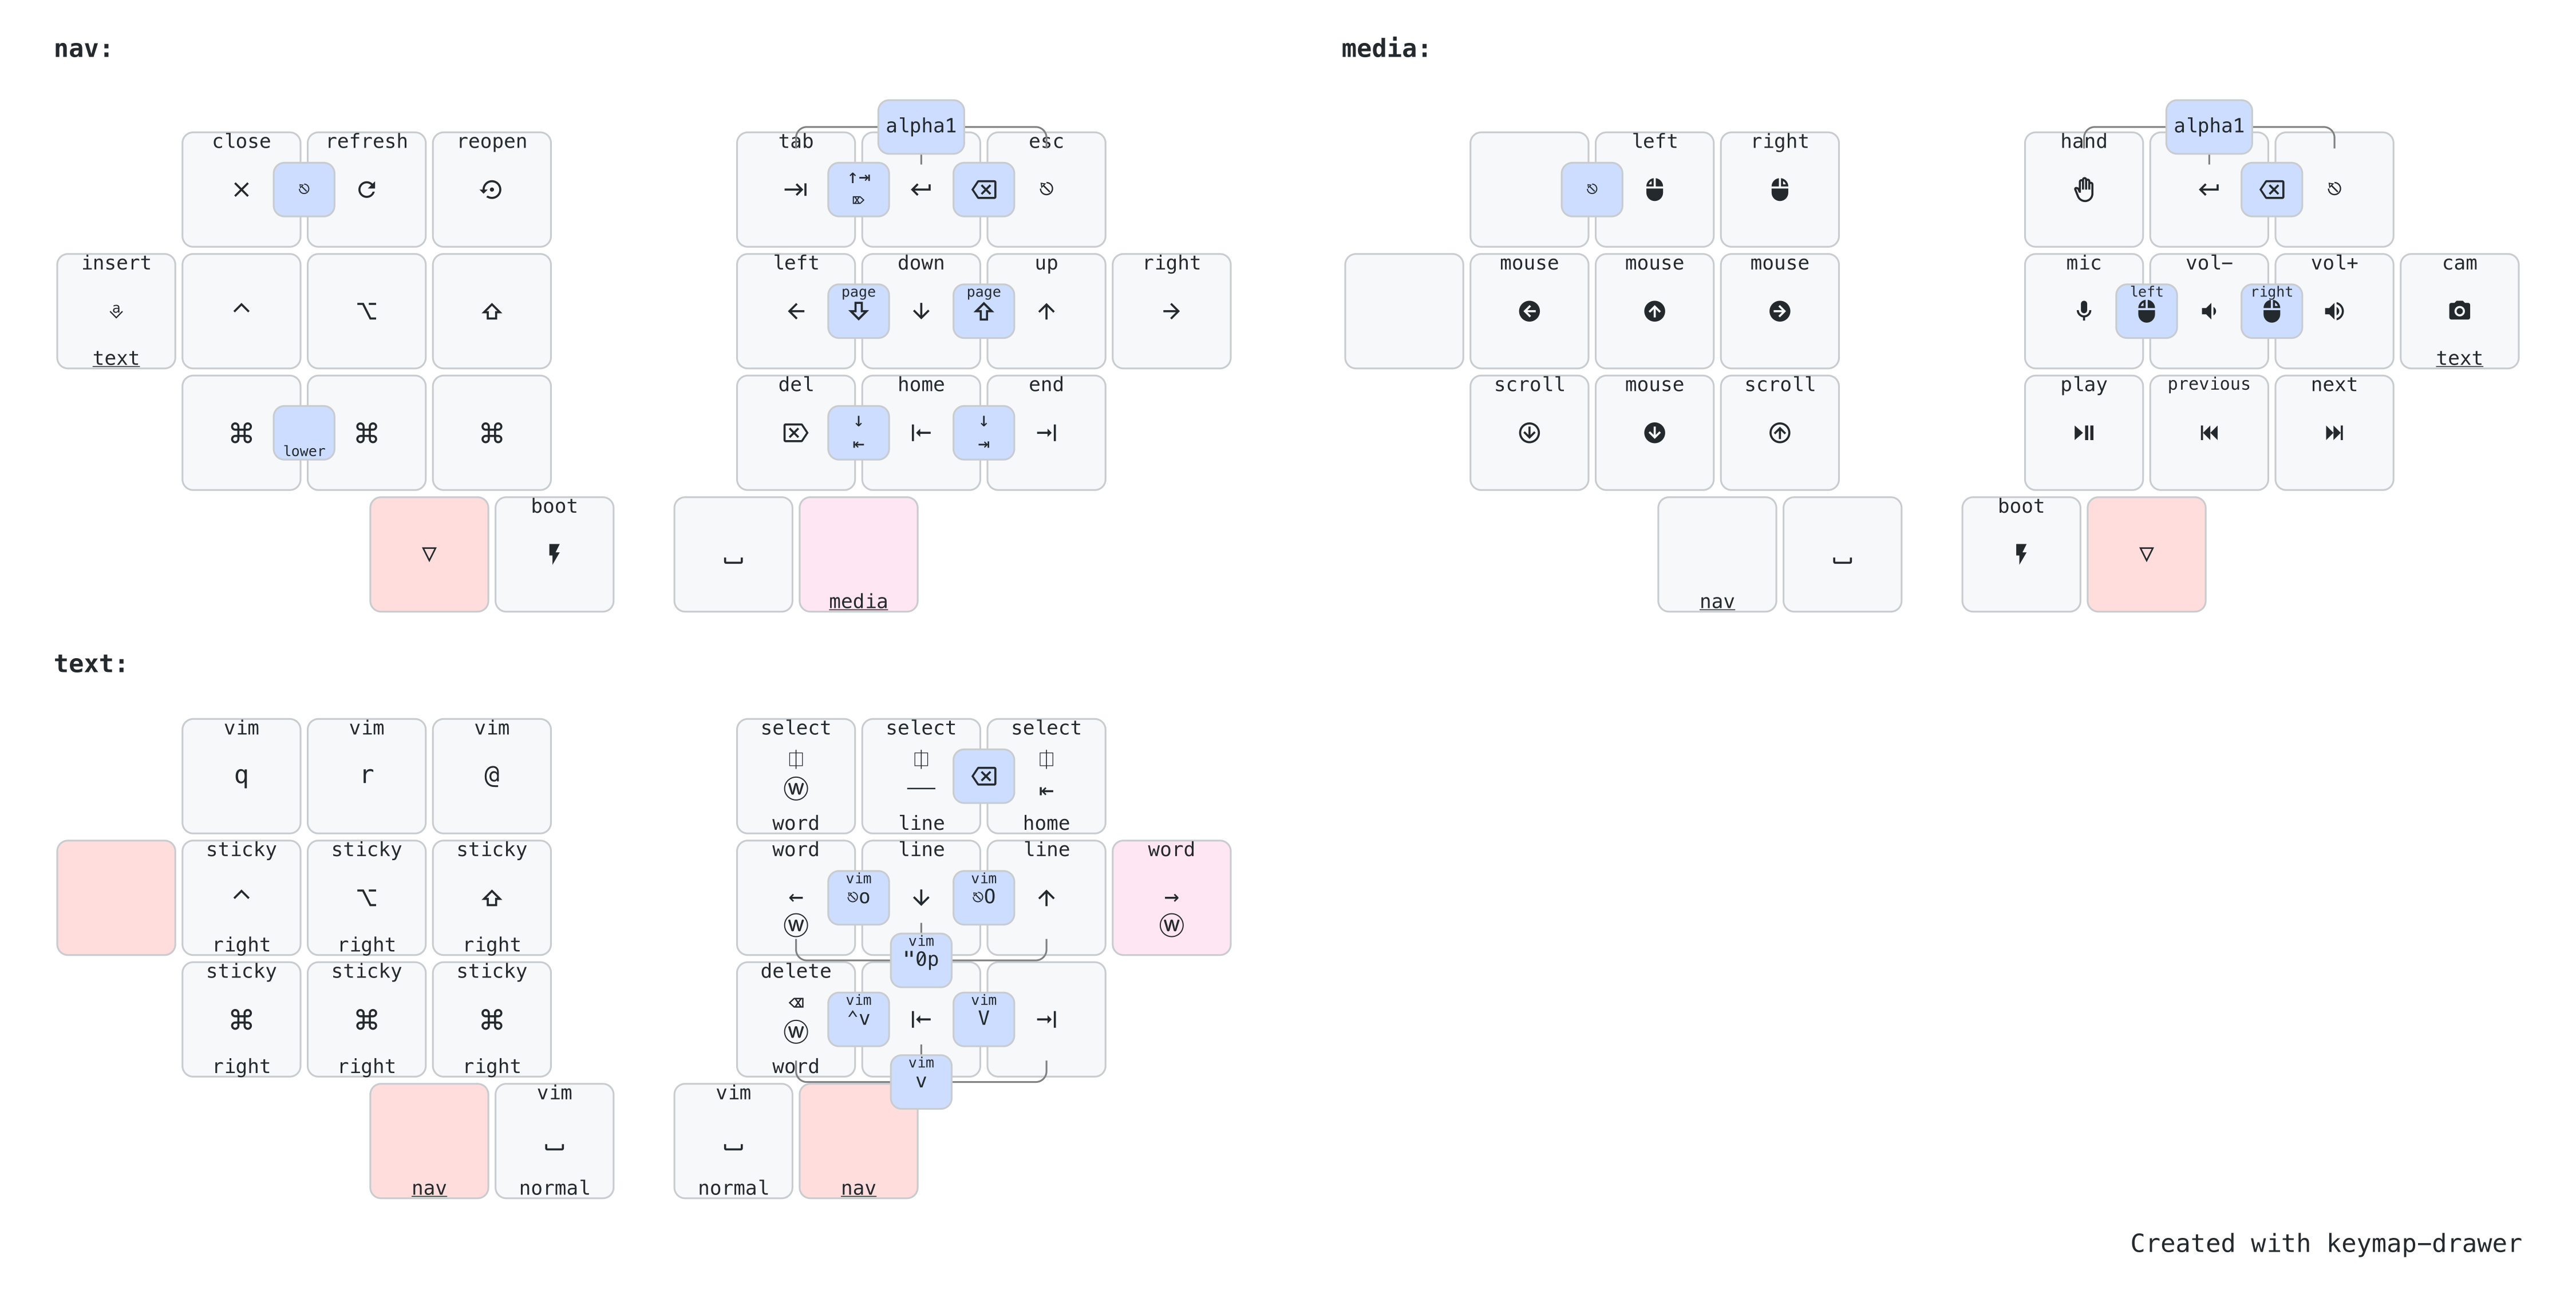 nav:
media:
alpha1
alpha1
close refresh reopen tab esc
left right hand
insert left down up right
page page
text
mouse mouse mouse mic vol− vol+ cam
left right
text
del home end
lower
scroll mouse scroll play previous next
boot
media
boot
nav
text:
vim vim vim select select select
q r @ Ⓦ
word line home
sticky sticky sticky word line line word
vim vim
⎋o ⎋O
Ⓦ Ⓦ
right right right
vim
"0p
sticky sticky sticky delete
vim vim
^v V
Ⓦ
right right right word
vim
v
vim vim
nav normal normal nav
Created with keymap−drawer